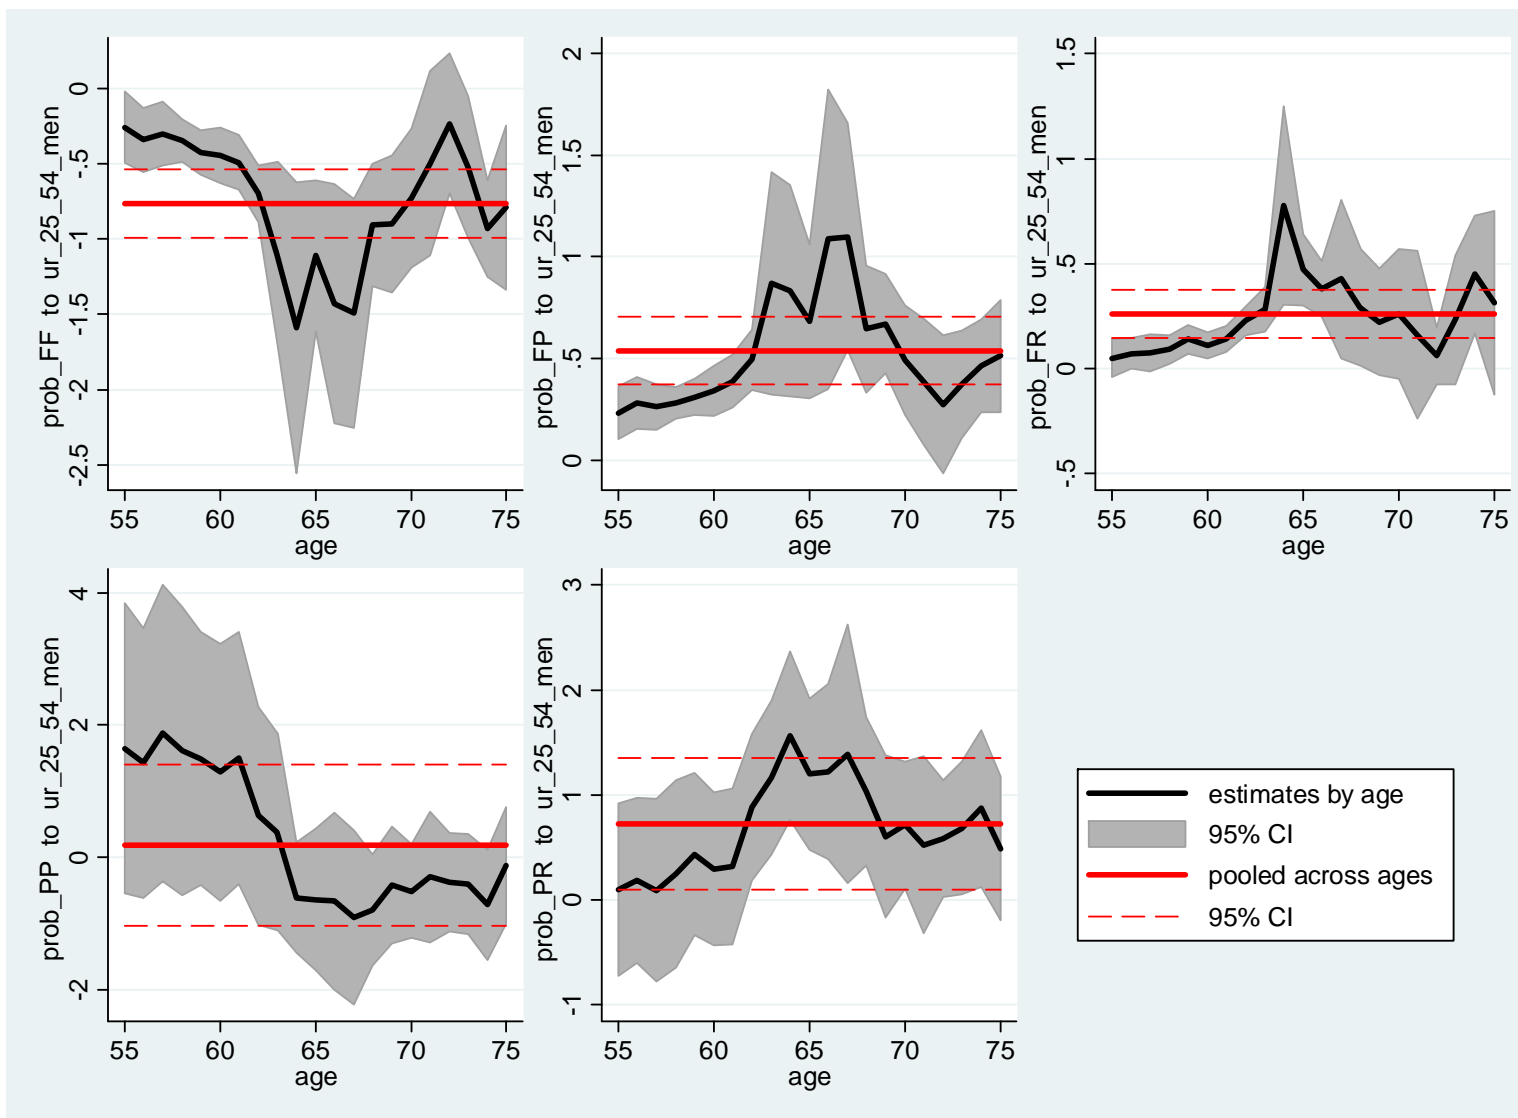 prob_FF to ur_25_54_men
0
-.5
-1
-1.5
-2
-2.5
55 60 65 70 75
age
prob_FP to ur_25_54_men
2
1.5
1
.5
0
55 60 65 70 75
age
prob_FR to ur_25_54_men
1.5
1
.5
0
-.5
55 60 65 70 75
age
prob_PP to ur_25_54_men
4
2
0
-2
55 60 65 70 75
age
prob_PR to ur_25_54_men
3
2
1
0
-1
55 60 65 70 75
age
estimates by age
95% CI
pooled across ages
95% CI